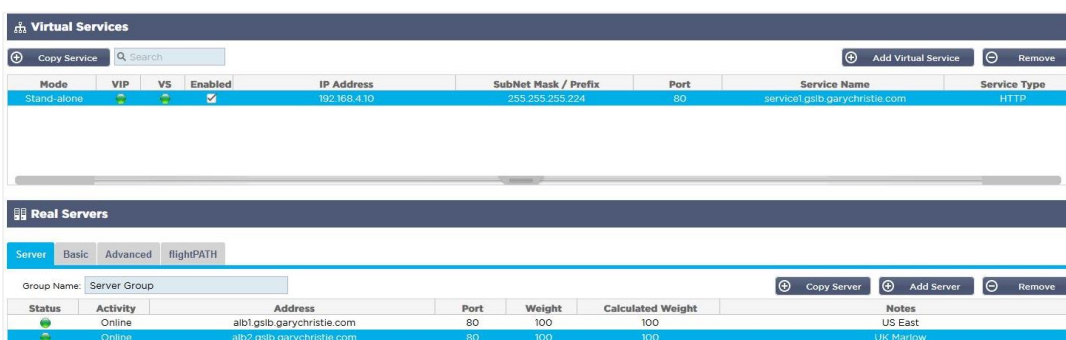 Virtual Services
Copy Service Search Add Virtual Service Remove
Mode VIP VS Enabled IP Address SubNet Mask / Prefix Port Service Name Service Type
Stand-alone 192.168.4.10 255.255.255.224 80 service1.gslb.garychristie.com HTTP
Real Servers
Server Basic Advanced flightPATH
Group Name: Server Group Copy Server Add Server Remove
Status Activity Address Port Weight Calculated Weight Notes
Online alb1.gslb.garychristie.com 80 100 100 US East
Online alb2.gslb.garychristie.com 80 100 100 UK Marlow